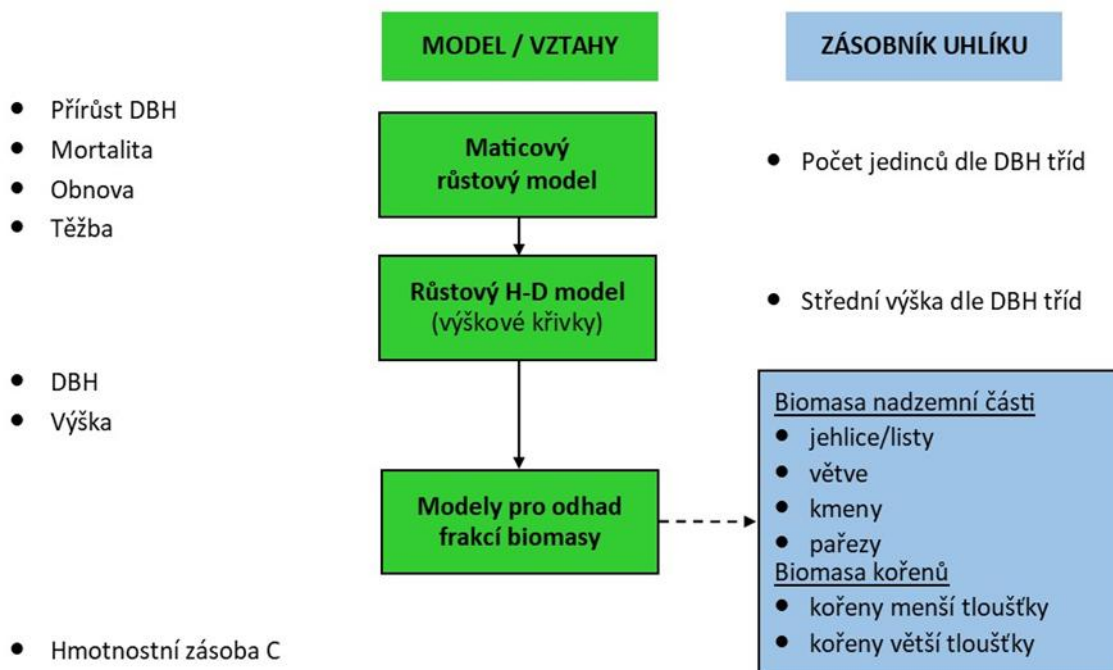 MODEL / VZTAHY
ZÁSOBNÍK UHLÍKU
• Přírůst DBH
• Mortalita
• Obnova
• Těžba
Maticový
růstový model
• Počet jedinců dle DBH tříd
Růstový H-D model
(výškové křivky)
• Střední výška dle DBH tříd
• DBH
• Výška
Modely pro odhad
frakcí biomasy
Biomasa nadzemní části
• jehlice/listy
• větve
• kmeny
• pařezy
Biomasa kořenů
• kořeny menší tloušťky
• kořeny větší tloušťky
• Hmotnostní zásoba C